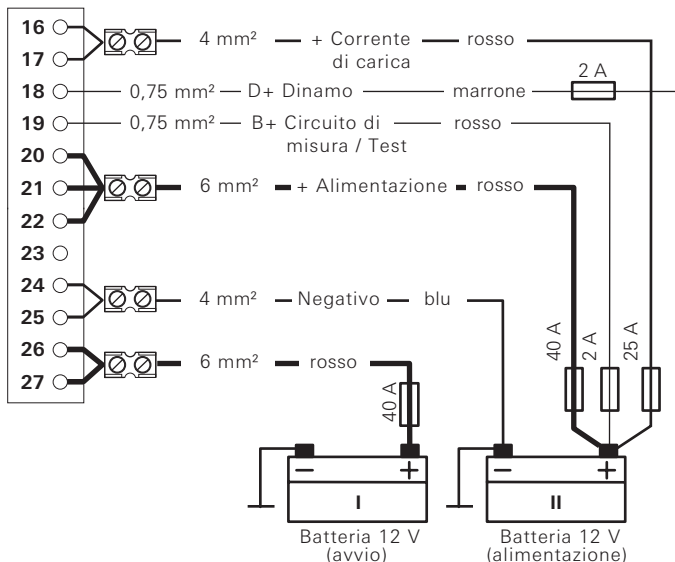 16
17
4 mm² + Corrente di carica rosso
18
0,75 mm² D+ Dinamo marrone
2 A
19
0,75 mm² B+ Circuito di misura / Test rosso
20
21
22
6 mm² + Alimentazione rosso
23
24
25
4 mm² Negativo blu
26
27
6 mm² rosso
40 A
40 A
2 A
25 A
− +
I
Batteria 12 V
(avvio)
− +
II
Batteria 12 V
(alimentazione)